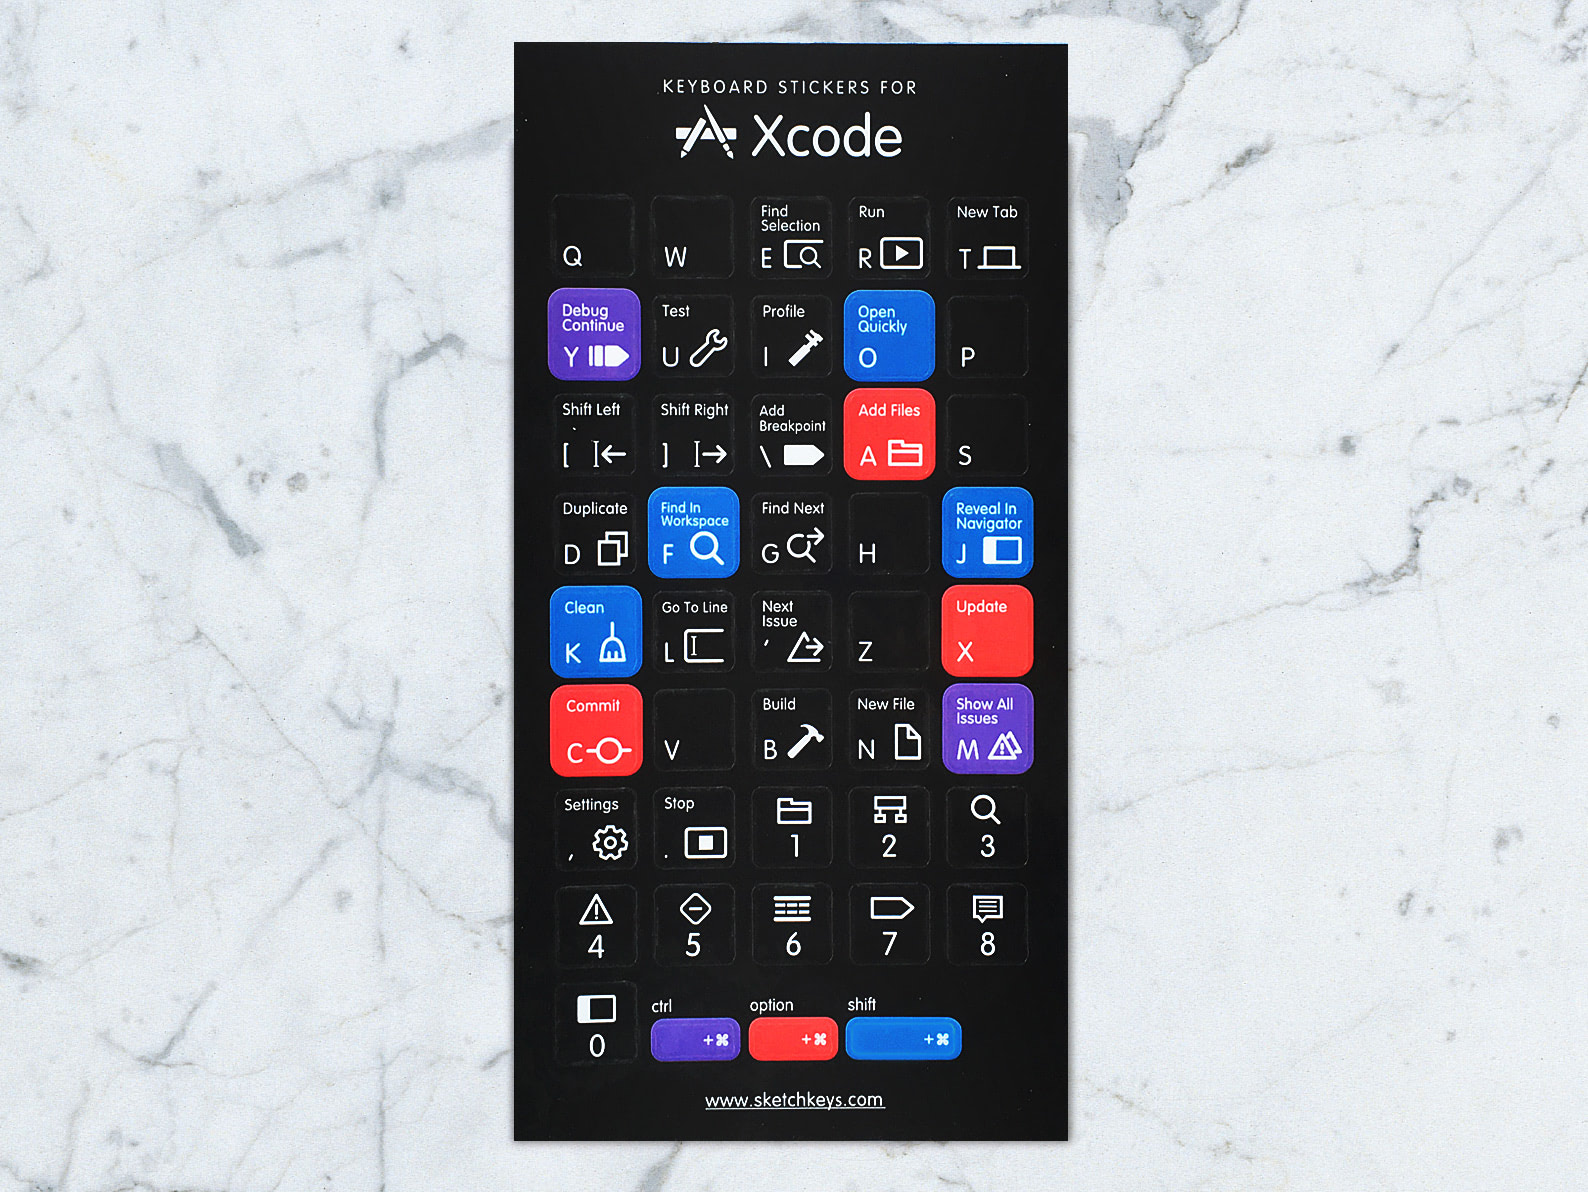 KEYBOARD STICKERS FOR
Xcode
Q
W
Find
Selection
E
Run
R
New Tab
T
Debug
Continue
Y
Test
U
Profile
I
Open
Quickly
O
P
Shift Left
[
Shift Right
]
Add
Breakpoint
\
Add Files
A
S
Duplicate
D
Find In
Workspace
F
Find Next
G
H
Reveal In
Navigator
J
Clean
K
Go To Line
L
Next
Issue
'
Z
Update
X
Commit
C
V
Build
B
New File
N
Show All
Issues
M
Settings
,
Stop
.
1
2
3
4
5
6
7
8
0
ctrl
+⌘
option
+⌘
shift
+⌘
www.sketchkeys.com